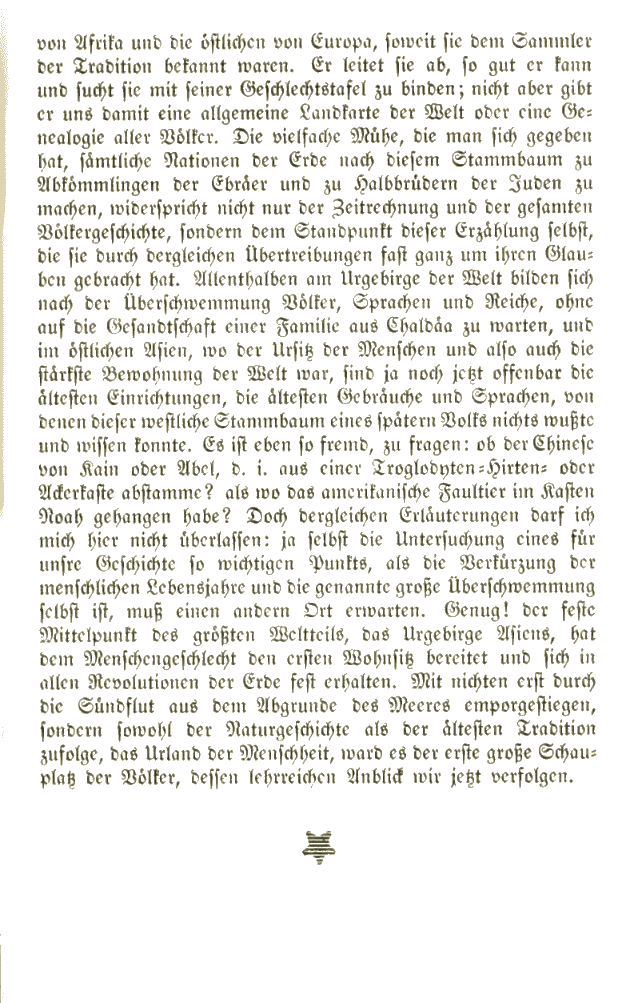 von Afrika und die östlichen von Europa, soweit sie dem Sammler
der Tradition bekannt waren. Er leitet sie ab, so gut er kann
und sucht sie mit seiner Geschlechtstafel zu binden; nicht aber gibt
er uns damit eine allgemeine Landkarte der Welt oder eine Ge-
nealogie aller Völker. Die vielfache Mühe, die man sich gegeben
hat, sämtliche Nationen der Erde nach diesem Stammbaum zu
Abkömmlingen der Ebräer und zu Halbbrüdern der Juden zu
machen, widerspricht nicht nur der Zeitrechnung und der gesamten
Völkergeschichte, sondern dem Standpunkt dieser Erzählung selbst,
die sie durch dergleichen Übertreibungen fast ganz um ihren Glau-
ben gebracht hat. Allenthalben am Urgebirge der Welt bilden sich
nach der Überschwemmung Völker, Sprachen und Reiche, ohne
auf die Gesandtschaft einer Familie aus Chaldäa zu warten, und
im östlichen Asien, wo der Ursitz der Menschen und also auch die
stärkste Bewohnung der Welt war, sind ja noch jetzt offenbar die
ältesten Einrichtungen, die ältesten Gebräuche und Sprachen, von
denen dieser westliche Stammbaum eines spätern Volks nichts wußte
und wissen konnte. Es ist eben so fremd, zu fragen: ob der Chinese
von Kain oder Abel, d. i. aus einer Troglodyten-Hirten- oder
Ackerkaste abstamme? als wo das amerikanische Faultier im Kasten
Noah gehangen habe? Doch dergleichen Erläuterungen darf ich
mich hier nicht überlassen: ja selbst die Untersuchung eines für
unsre Geschichte so wichtigen Punkts, als die Verkürzung der
menschlichen Lebensjahre und die genannte große Überschwemmung
selbst ist, muß einen andern Ort erwarten. Genug! der feste
Mittelpunkt des größten Weltteils, das Urgebirge Asiens, hat
dem Menschengeschlecht den ersten Wohnsitz bereitet und sich in
allen Revolutionen der Erde fest erhalten. Mit nichten erst durch
die Sündflut aus dem Abgrunde des Meeres emporgestiegen,
sondern sowohl der Naturgeschichte als der ältesten Tradition
zufolge, das Urland der Menschheit, ward es der erste große Schau-
platz der Völker, dessen lehrreichen Anblick wir jetzt verfolgen.